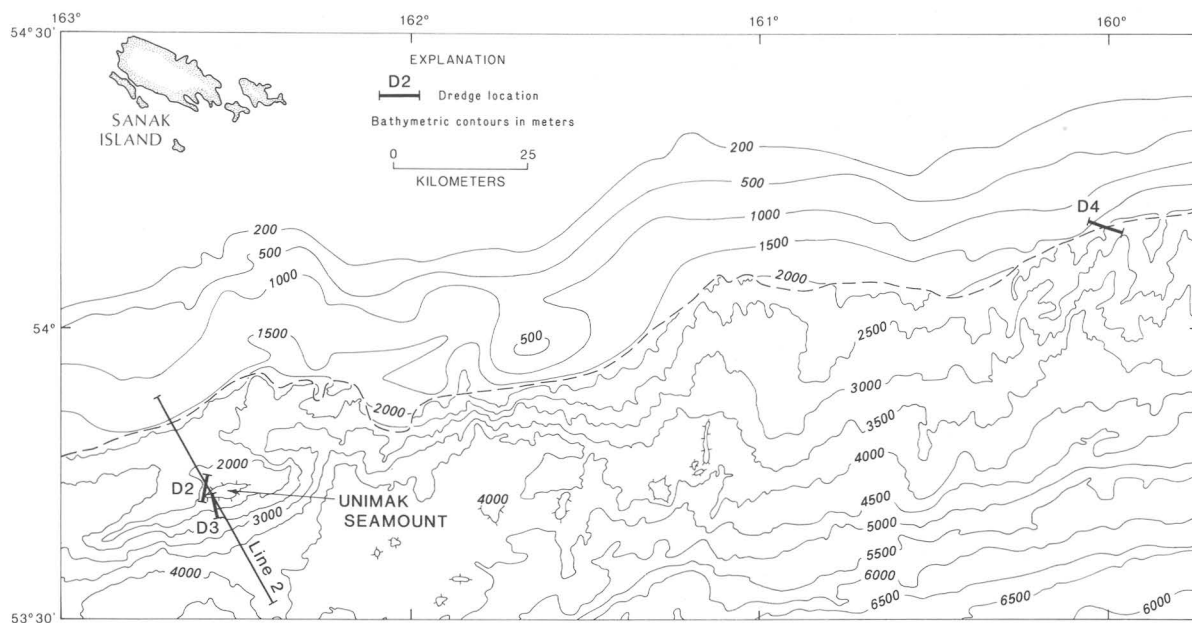 163°
162°
161°
160°
54°30'
EXPLANATION
D2
Dredge location
Bathymetric contours in meters
0 25
KILOMETERS
SANAK
ISLAND
200
500
1000
1500
D4
200
500
1000
2000
54°
1500
500
2500
2000
3000
3500
4000
2000
D2
4000
UNIMAK
SEAMOUNT
4500
D3
3000
5000
Line 2
5500
4000
6000
6500
6500
6000
53°30'